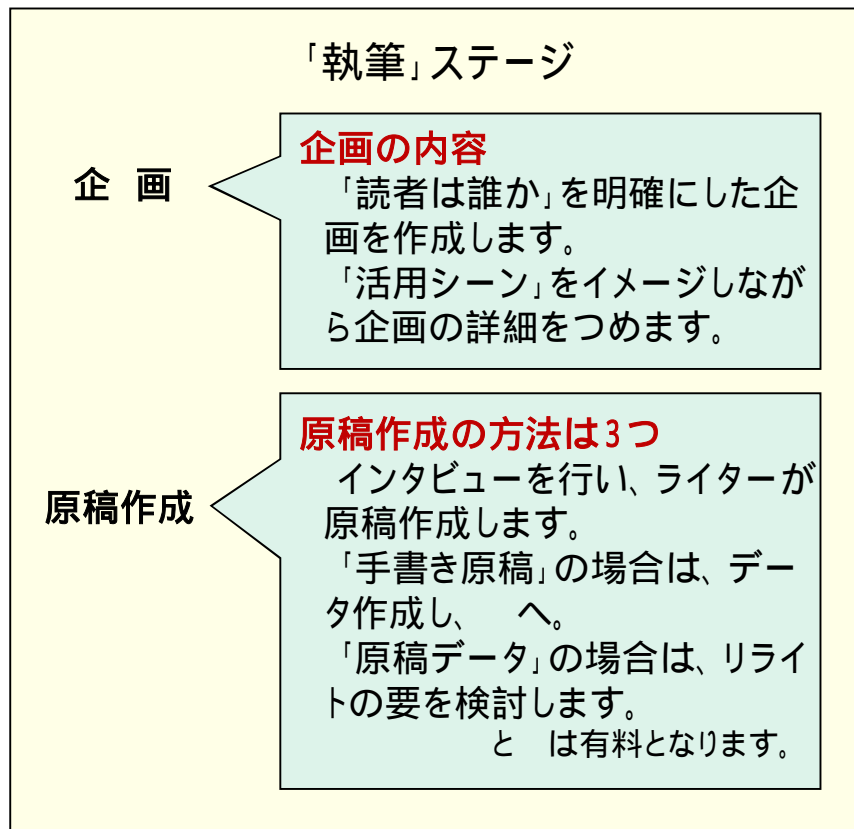 「執筆」ステージ
企 画
企画の内容
「読者は誰か」を明確にした企
画を作成します。
「活用シーン」をイメージしなが
ら企画の詳細をつめます。
原稿作成
原稿作成の方法は3つ
インタビューを行い、ライターが
原稿作成します。
「手書き原稿」の場合は、デー
タ作成し、　へ。
「原稿データ」の場合は、リライ
トの要を検討します。
と　は有料となります。